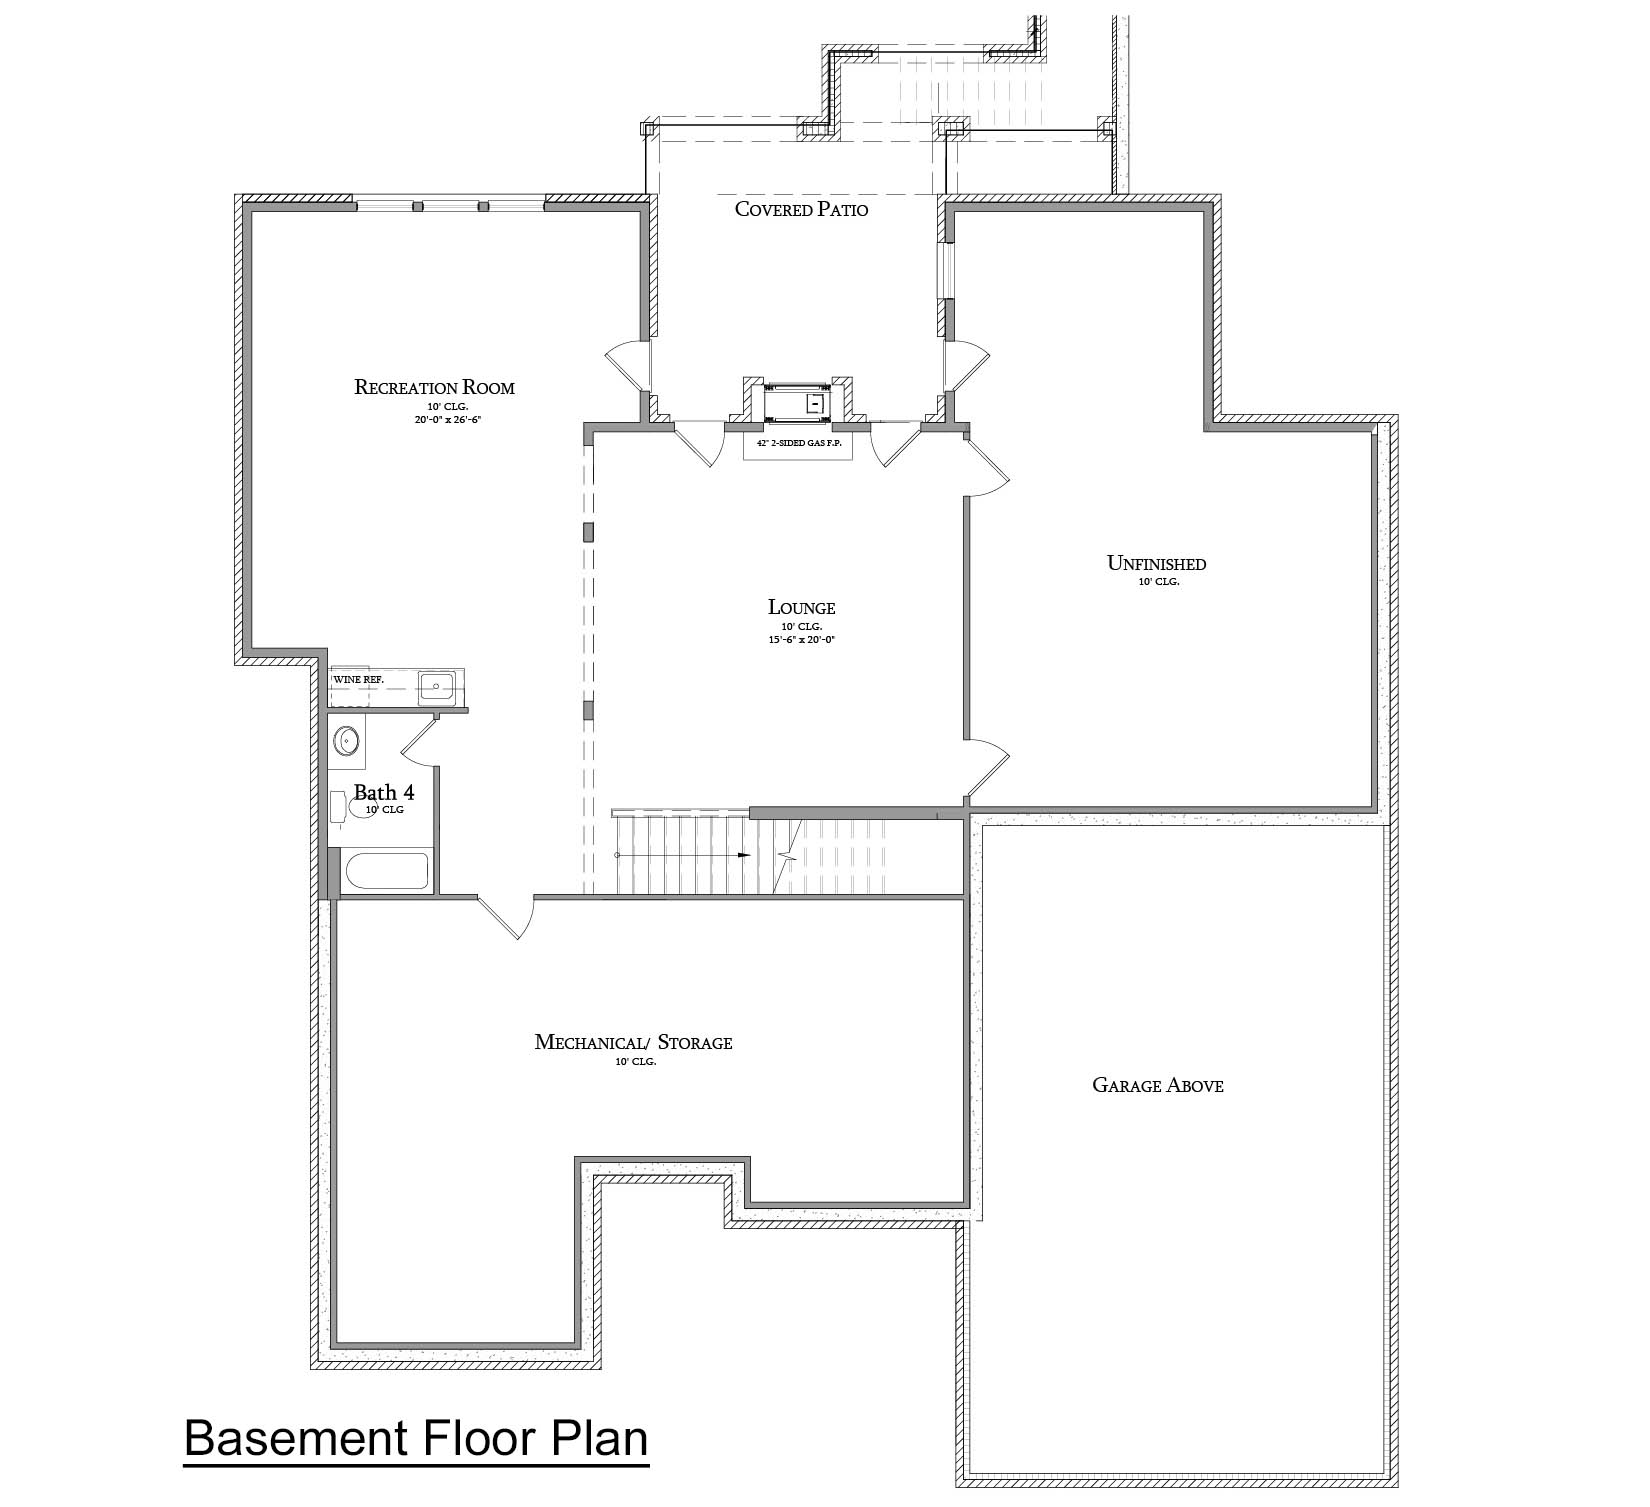 COVERED PATIO
RECREATION ROOM
10' CLG.
20'-0" x 26'-6"
42" 2-SIDED GAS F.P.
UNFINISHED
10' CLG.
LOUNGE
10' CLG.
15'-6" x 20'-0"
WINE REF.
Bath 4
10' CLG
MECHANICAL/ STORAGE
10' CLG.
GARAGE ABOVE
Basement Floor Plan